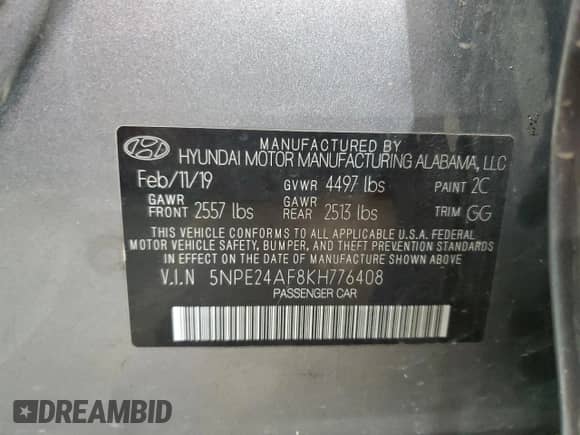 MANUFACTURED BY
HYUNDAI MOTOR MANUFACTURING ALABAMA, LLC
Feb/11/19 GVWR 4497 lbs PAINT 2C
GAWR FRONT 2557 lbs GAWR REAR 2513 lbs TRIM GG
THIS VEHICLE CONFORMS TO ALL APPLICABLE U.S.A. FEDERAL
MOTOR VEHICLE SAFETY, BUMPER, AND THEFT PREVENTION STANDARDS
IN EFFECT ON THE DATE OF MANUFACTURE SHOWN ABOVE.
V.I.N 5NPE24AF8KH776408
PASSENGER CAR
DREAMBID